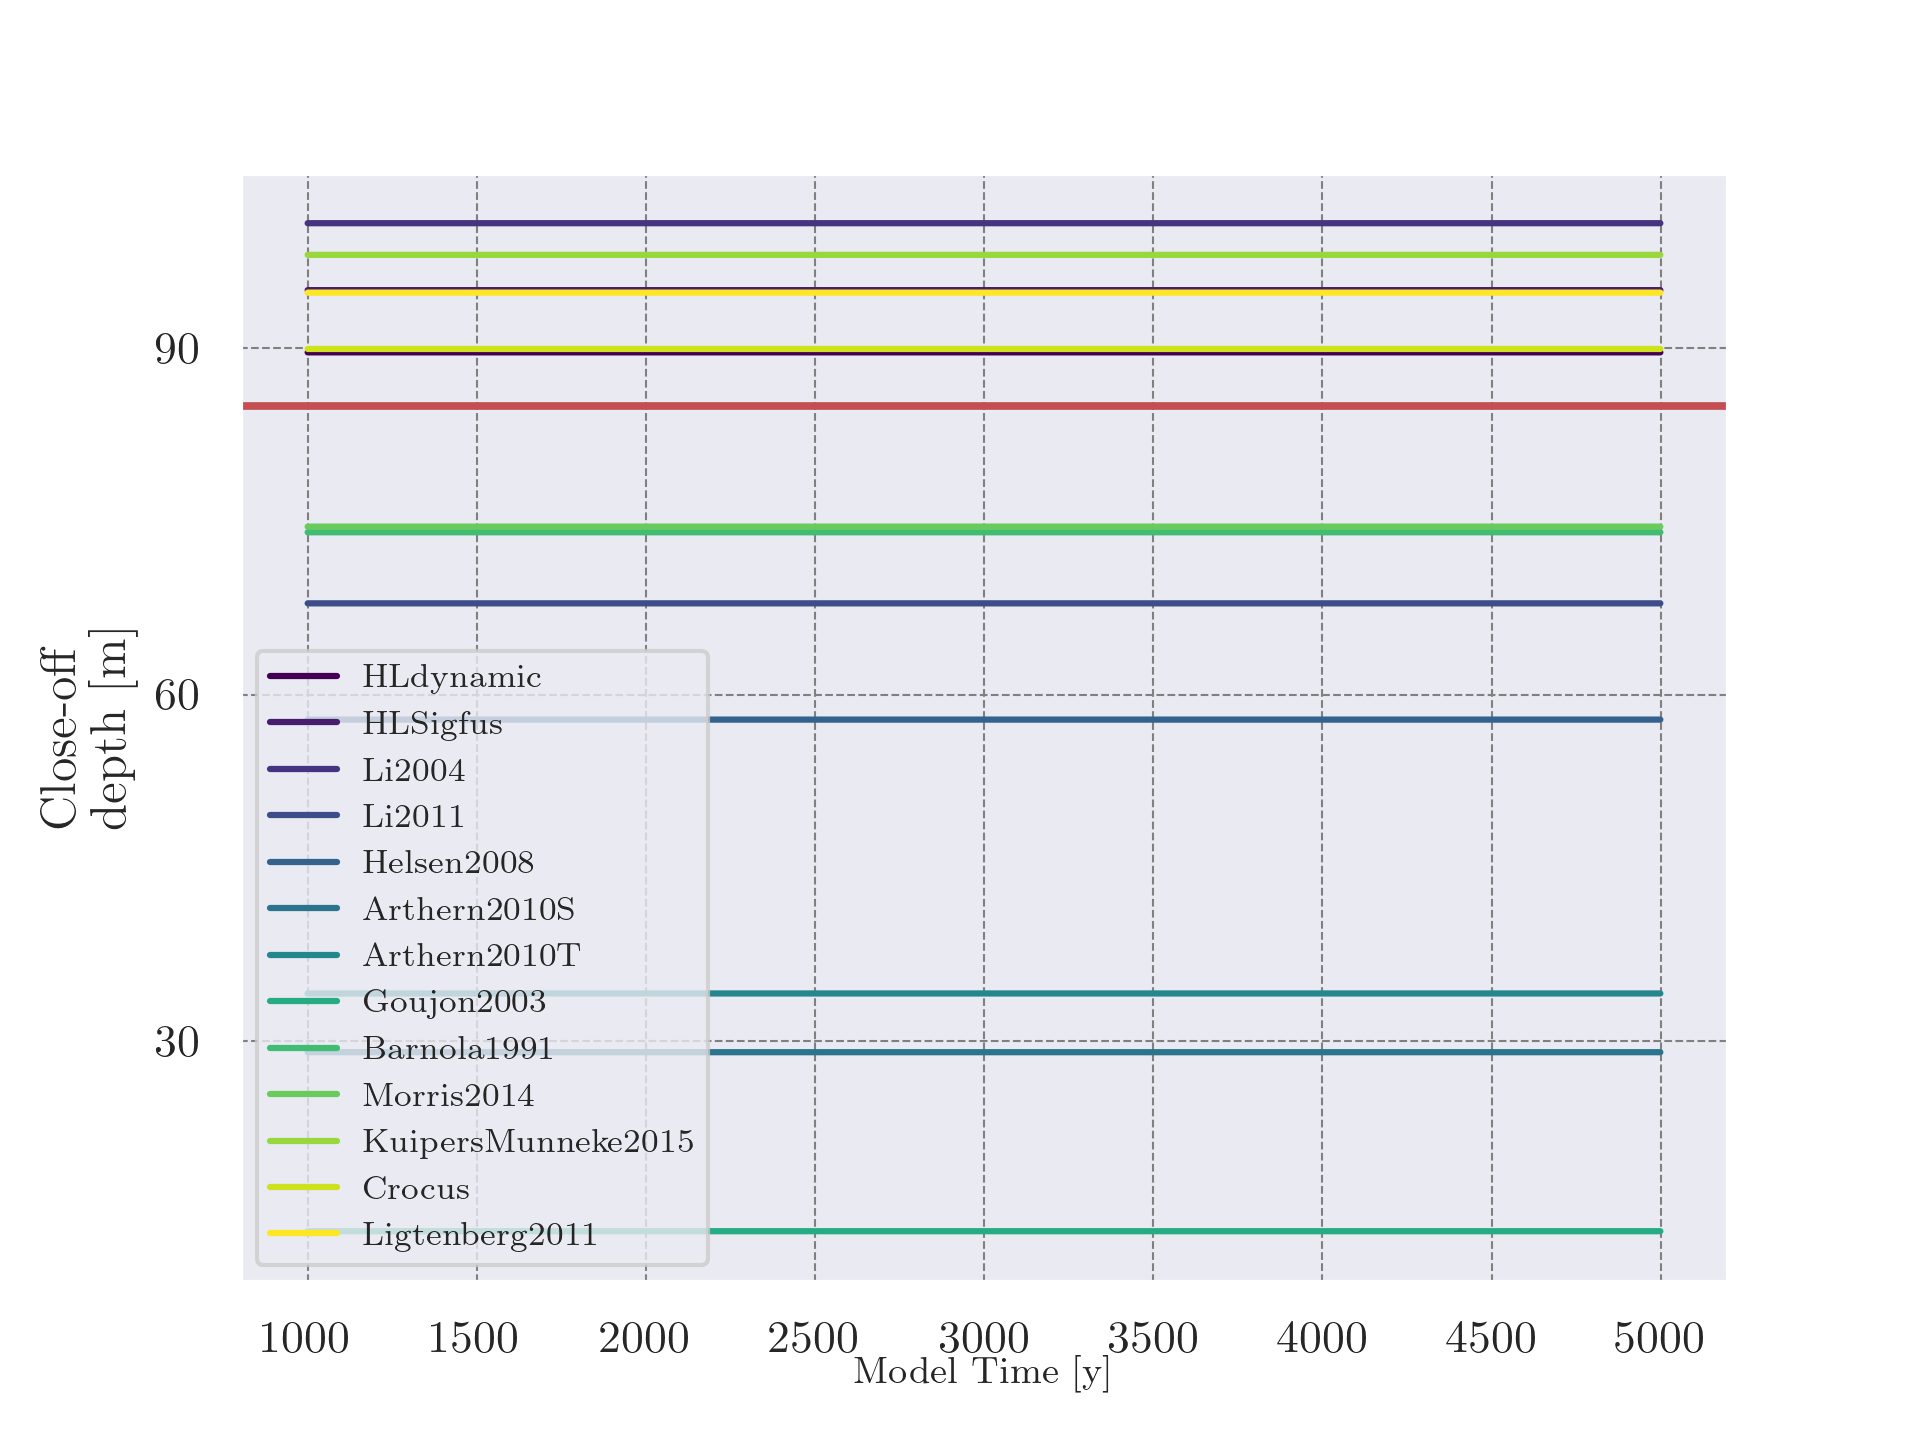 90
60
30
Close-off
depth [m]
HLdynamic
HLSigfus
Li2004
Li2011
Helsen2008
Arthern2010S
Arthern2010T
Goujon2003
Barnola1991
Morris2014
KuipersMunneke2015
Crocus
Ligtenberg2011
1000 1500 2000 2500 3000 3500 4000 4500 5000
Model Time [y]